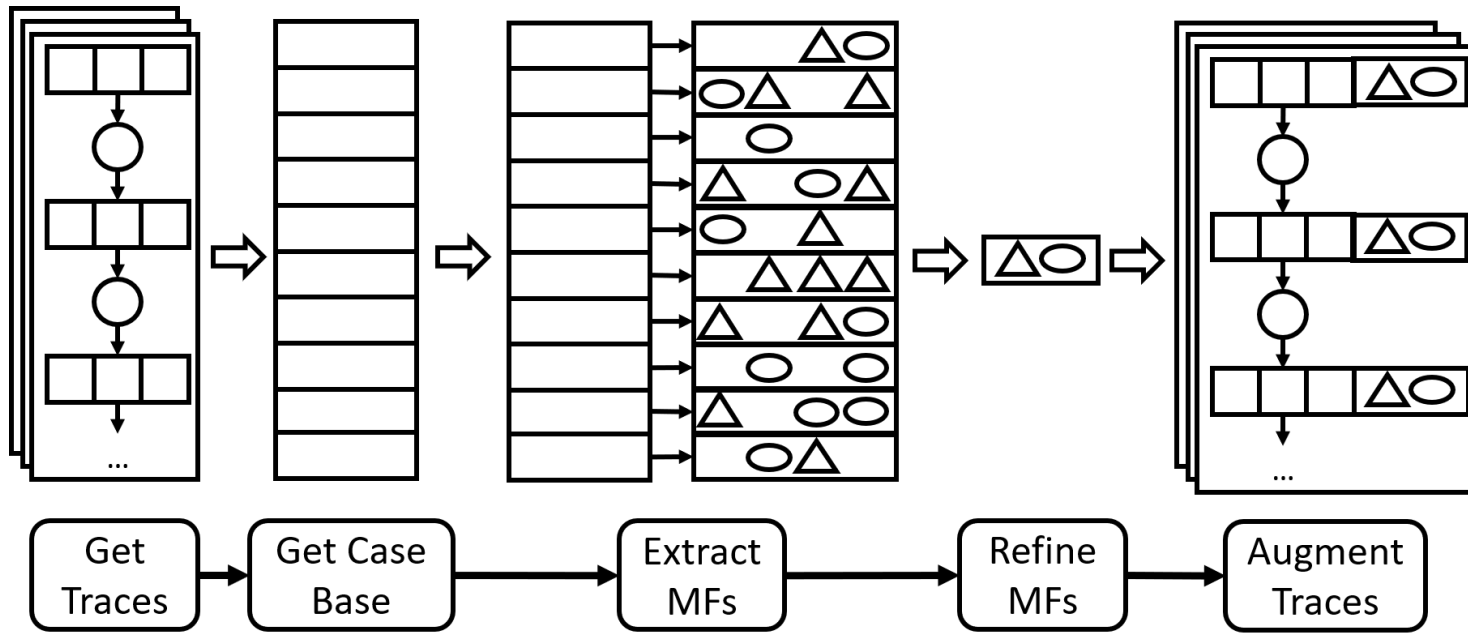 ...
...
Get
Traces
Get Case
Base
Extract
MFs
Refine
MFs
Augment
Traces